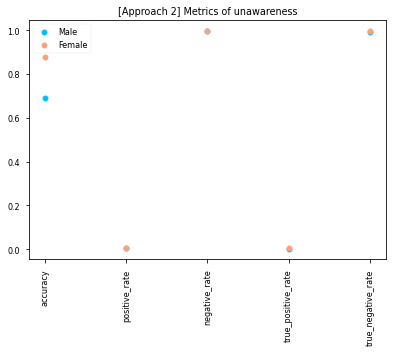 [Approach 2] Metrics of unawareness
Male
Female
1.0
0.8
0.6
0.4
0.2
0.0
accuracy
positive_rate
negative_rate
true_positive_rate
true_negative_rate